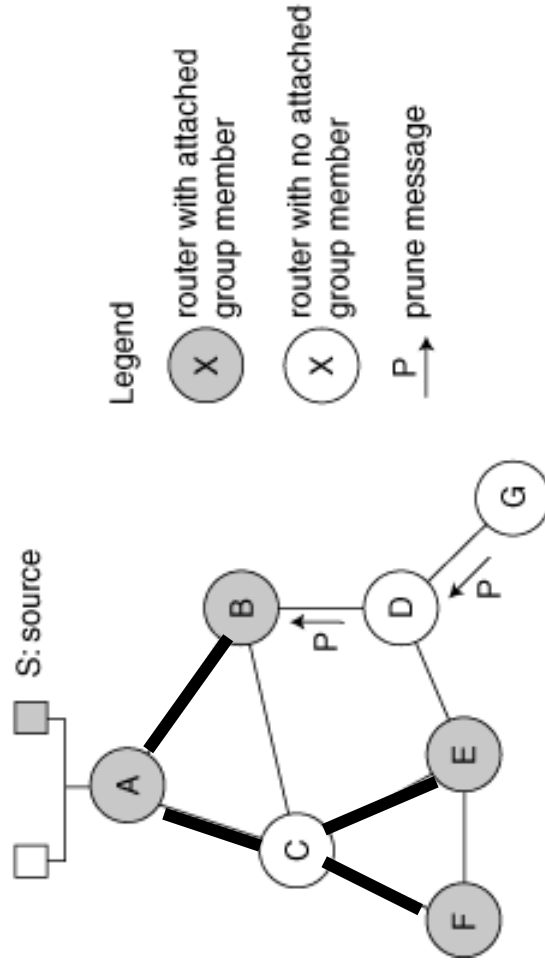 S: source
A
B
C
D
E
F
G
P
P
Legend
X
router with attached
group member
X
router with no attached
group member
P
prune message